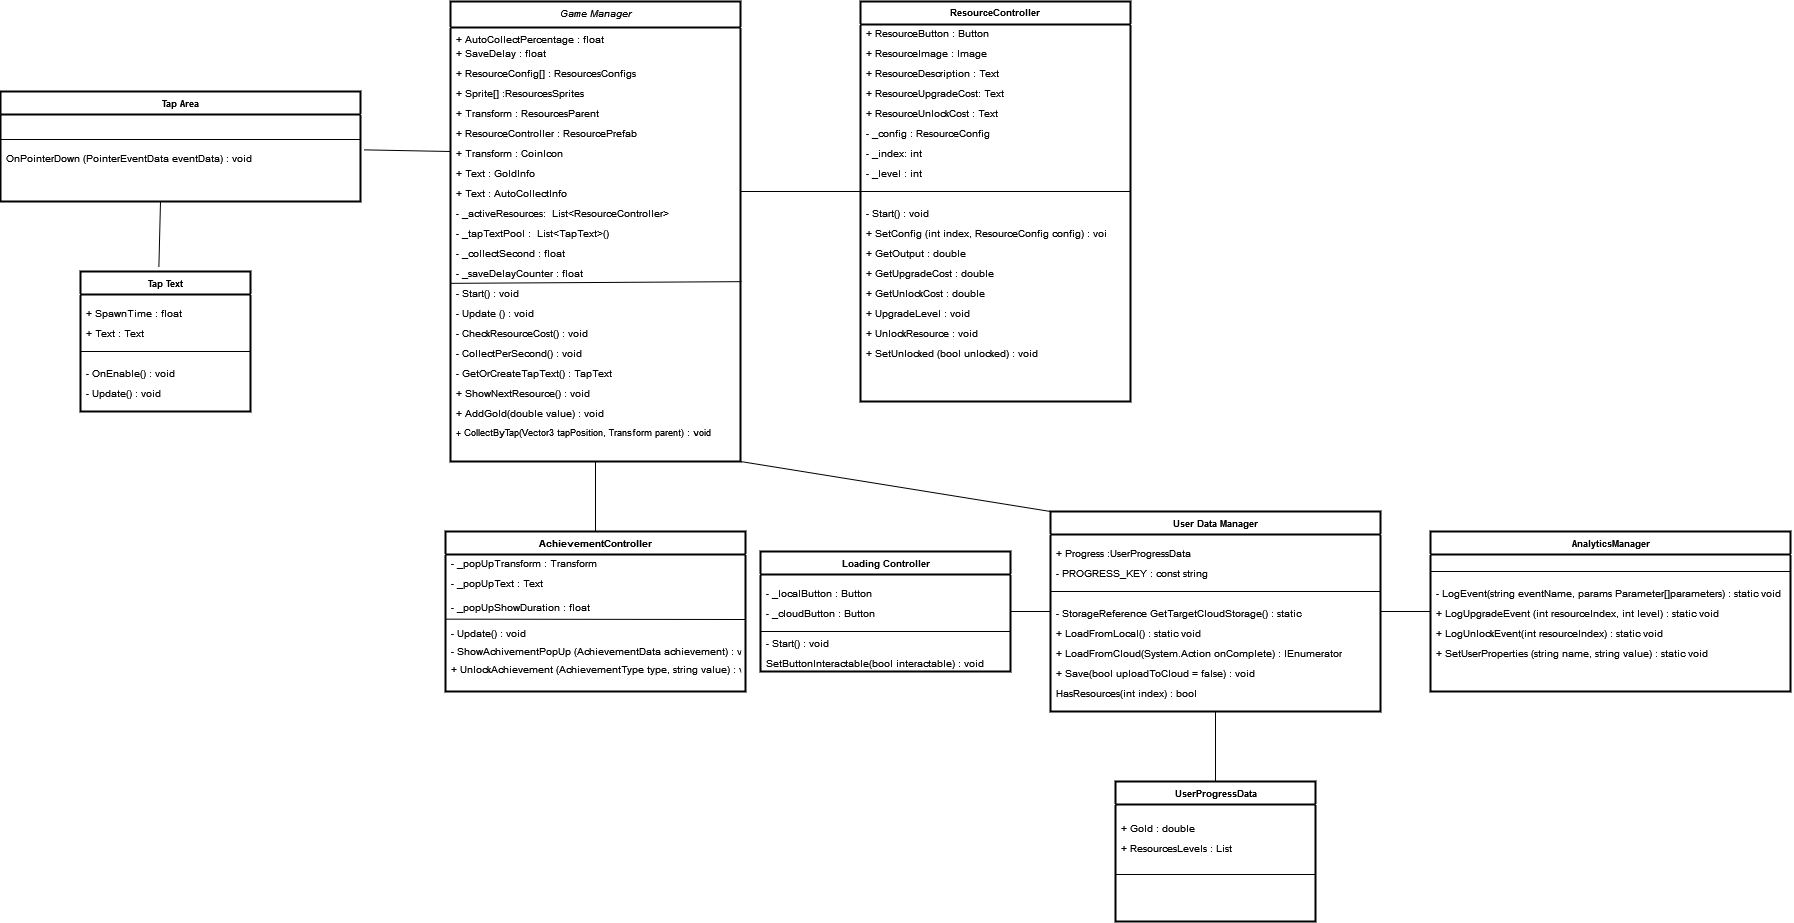 Game Manager
+ AutoCollectPercentage : float
+ SaveDelay : float
+ ResourceConfig[] : ResourcesConfigs
+ Sprite[] :ResourcesSprites
+ Transform : ResourcesParent
+ ResourceController : ResourcePrefab
+ Transform : CoinIcon
+ Text : GoldInfo
+ Text : AutoCollectInfo
- _activeResources:  List<ResourceController>
- _tapTextPool :  List<TapText>()
- _collectSecond : float
- _saveDelayCounter : float
- Start() : void
- Update () : void
- CheckResourceCost() : void
- CollectPerSecond() : void
- GetOrCreateTapText() : TapText
+ ShowNextResource() : void
+ AddGold(double value) : void
+ CollectByTap(Vector3 tapPosition, Transform parent) : void
ResourceController
+ ResourceButton : Button
+ ResourceImage : Image
+ ResourceDescription : Text
+ ResourceUpgradeCost: Text
+ ResourceUnlockCost : Text
- _config : ResourceConfig
- _index: int
- _level : int
- Start() : void
+ SetConfig (int index, ResourceConfig config) : voi
+ GetOutput : double
+ GetUpgradeCost : double
+ GetUnlockCost : double
+ UpgradeLevel : void
+ UnlockResource : void
+ SetUnlocked (bool unlocked) : void
Tap Area
OnPointerDown (PointerEventData eventData) : void
Tap Text
+ SpawnTime : float
+ Text : Text
- OnEnable() : void
- Update() : void
AchievementController
- _popUpTransform : Transform
- _popUpText : Text
- _popUpShowDuration : float
- Update() : void
- ShowAchivementPopUp (AchievementData achievement) : v
+ UnlockAchievement (AchievementType type, string value) :
Loading Controller
- _localButton : Button
- _cloudButton : Button
- Start() : void
SetButtonInteractable(bool interactable) : void
User Data Manager
+ Progress :UserProgressData
- PROGRESS_KEY : const string
- StorageReference GetTargetCloudStorage() : static
+ LoadFromLocal() : static void
+ LoadFromCloud(System.Action onComplete) : IEnumerator
+ Save(bool uploadToCloud = false) : void
HasResources(int index) : bool
AnalyticsManager
- LogEvent(string eventName, params Parameter[]parameters) : static void
+ LogUpgradeEvent (int resourceIndex, int level) : static void
+ LogUnlockEvent(int resourceIndex) : static void
+ SetUserProperties (string name, string value) : static void
UserProgressData
+ Gold : double
+ ResourcesLevels : List